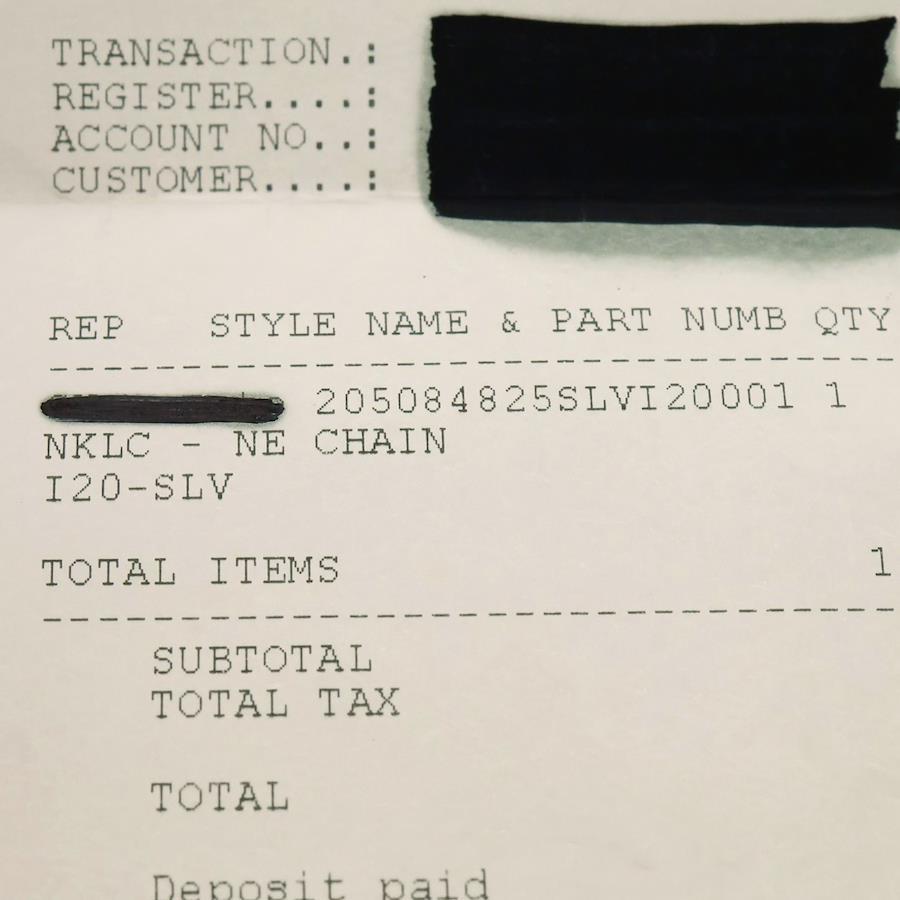 TRANSACTION.:
REGISTER....:
ACCOUNT NO..:
CUSTOMER....:
REP STYLE NAME & PART NUMB QTY
205084825SLVI20001 1
NKLC - NE CHAIN
I20-SLV
TOTAL ITEMS 1
SUBTOTAL
TOTAL TAX
TOTAL
Deposit paid